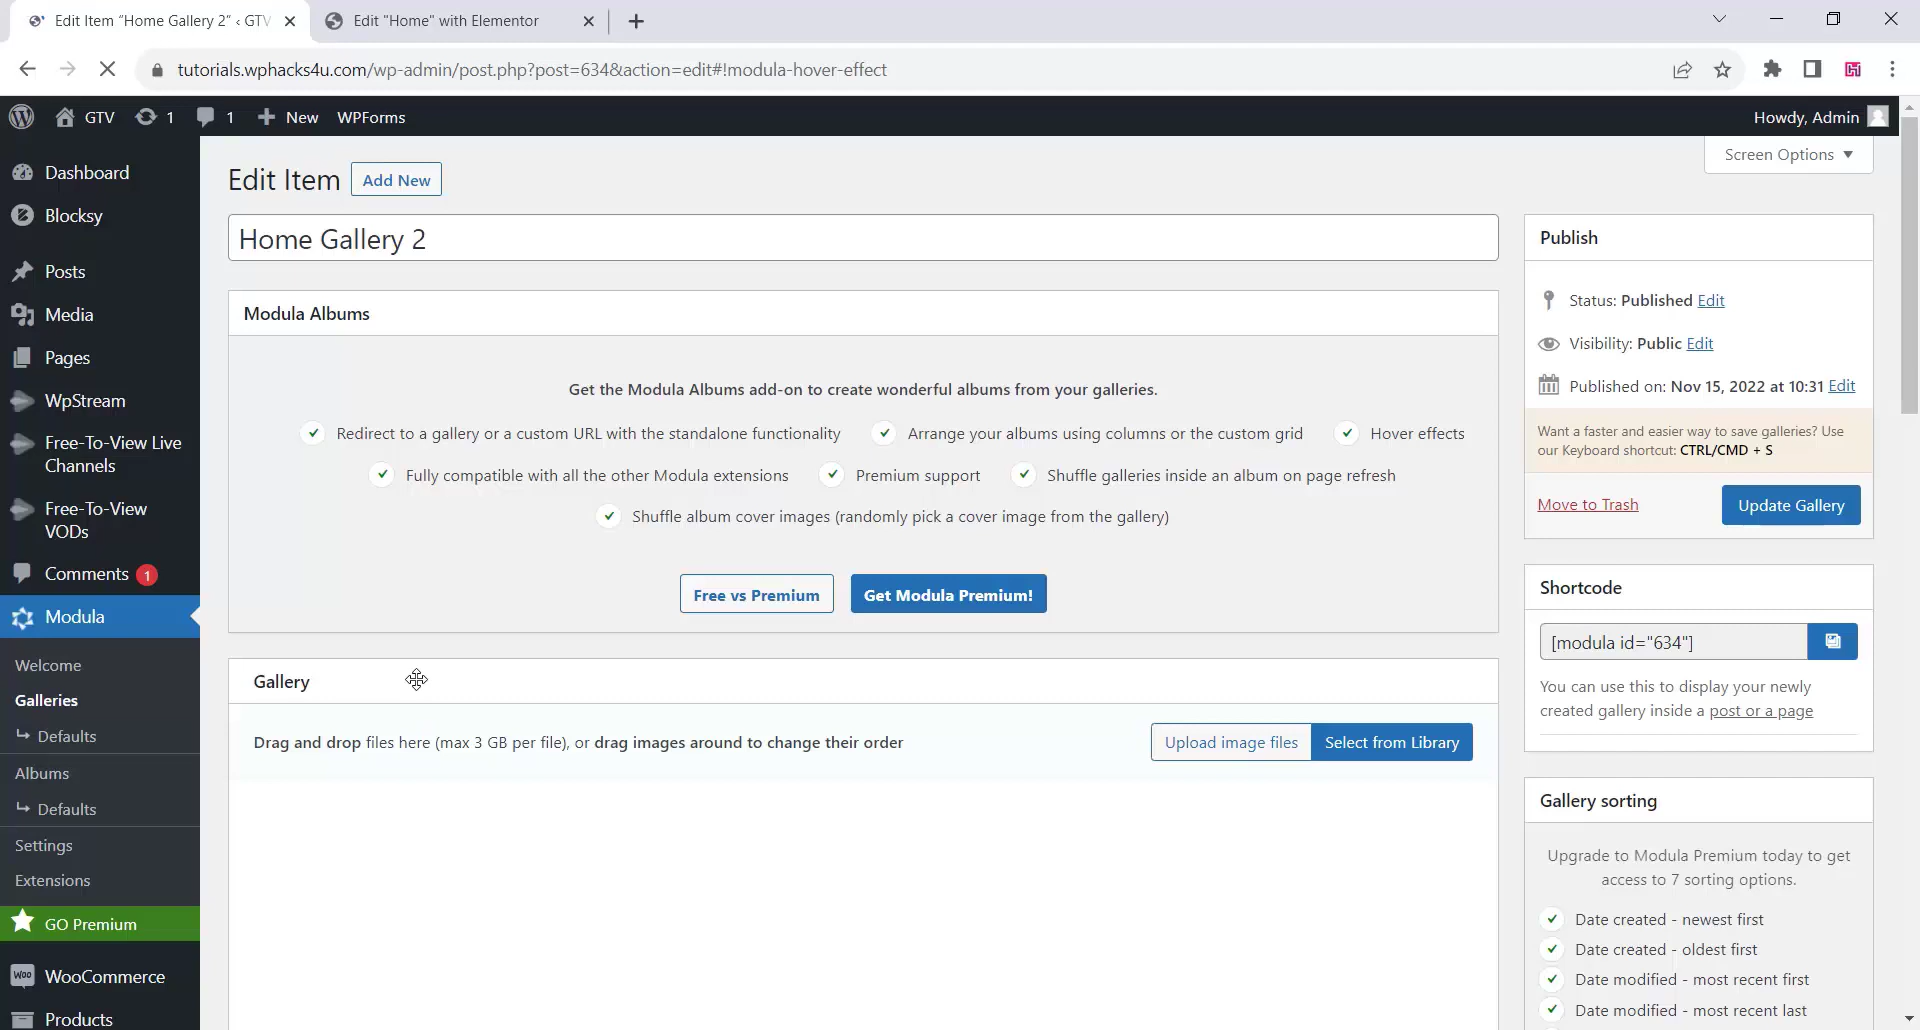 Edit Item “Home Gallery 2” ‹ GTV
Edit "Home" with Elementor
tutorials.wphacks4u.com/wp-admin/post.php?post=634&action=edit#!modula-hover-effect
GTV
1
1
New
WPForms
Howdy, Admin
Dashboard
Blocksy
Posts
Media
Pages
WpStream
Free-To-View Live
Channels
Free-To-View
VODs
Comments 1
Modula
Welcome
Galleries
Defaults
Albums
Defaults
Settings
Extensions
GO Premium
WooCommerce
Products
Screen Options
Edit Item
Add New
Home Gallery 2
Modula Albums
Get the Modula Albums add-on to create wonderful albums from your galleries.
Redirect to a gallery or a custom URL with the standalone functionality
Arrange your albums using columns or the custom grid
Hover effects
Fully compatible with all the other Modula extensions
Premium support
Shuffle galleries inside an album on page refresh
Shuffle album cover images (randomly pick a cover image from the gallery)
Free vs Premium
Get Modula Premium!
Gallery
Drag and drop files here (max 3 GB per file), or drag images around to change their order
Upload image files
Select from Library
Publish
Status: Published Edit
Visibility: Public Edit
Published on: Nov 15, 2022 at 10:31 Edit
Want a faster and easier way to save galleries? Use
our Keyboard shortcut: CTRL/CMD + S
Move to Trash
Update Gallery
Shortcode
[modula id="634"]
You can use this to display your newly
created gallery inside a post or a page
Gallery sorting
Upgrade to Modula Premium today to get
access to 7 sorting options.
Date created - newest first
Date created - oldest first
Date modified - most recent first
Date modified - most recent last